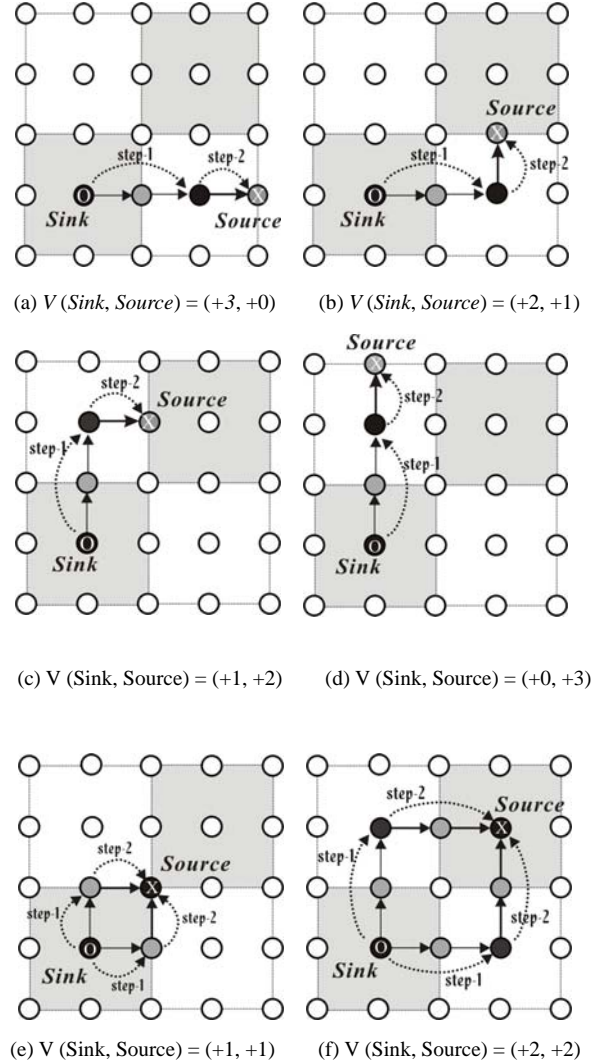 step-1
step-2
O
X
Sink
Source
(a) V (Sink, Source) = (+3, +0)
Source
X
step-1
step-2
O
Sink
(b) V (Sink, Source) = (+2, +1)
step-2
Source
X
step-1
O
Sink
(c) V (Sink, Source) = (+1, +2)
Source
X
step-2
step-1
O
Sink
(d) V (Sink, Source) = (+0, +3)
step-2
Source
X
step-1
step-2
O
Sink
step-1
(e) V (Sink, Source) = (+1, +1)
step-2
Source
X
step-1
step-2
O
Sink
step-1
(f) V (Sink, Source) = (+2, +2)